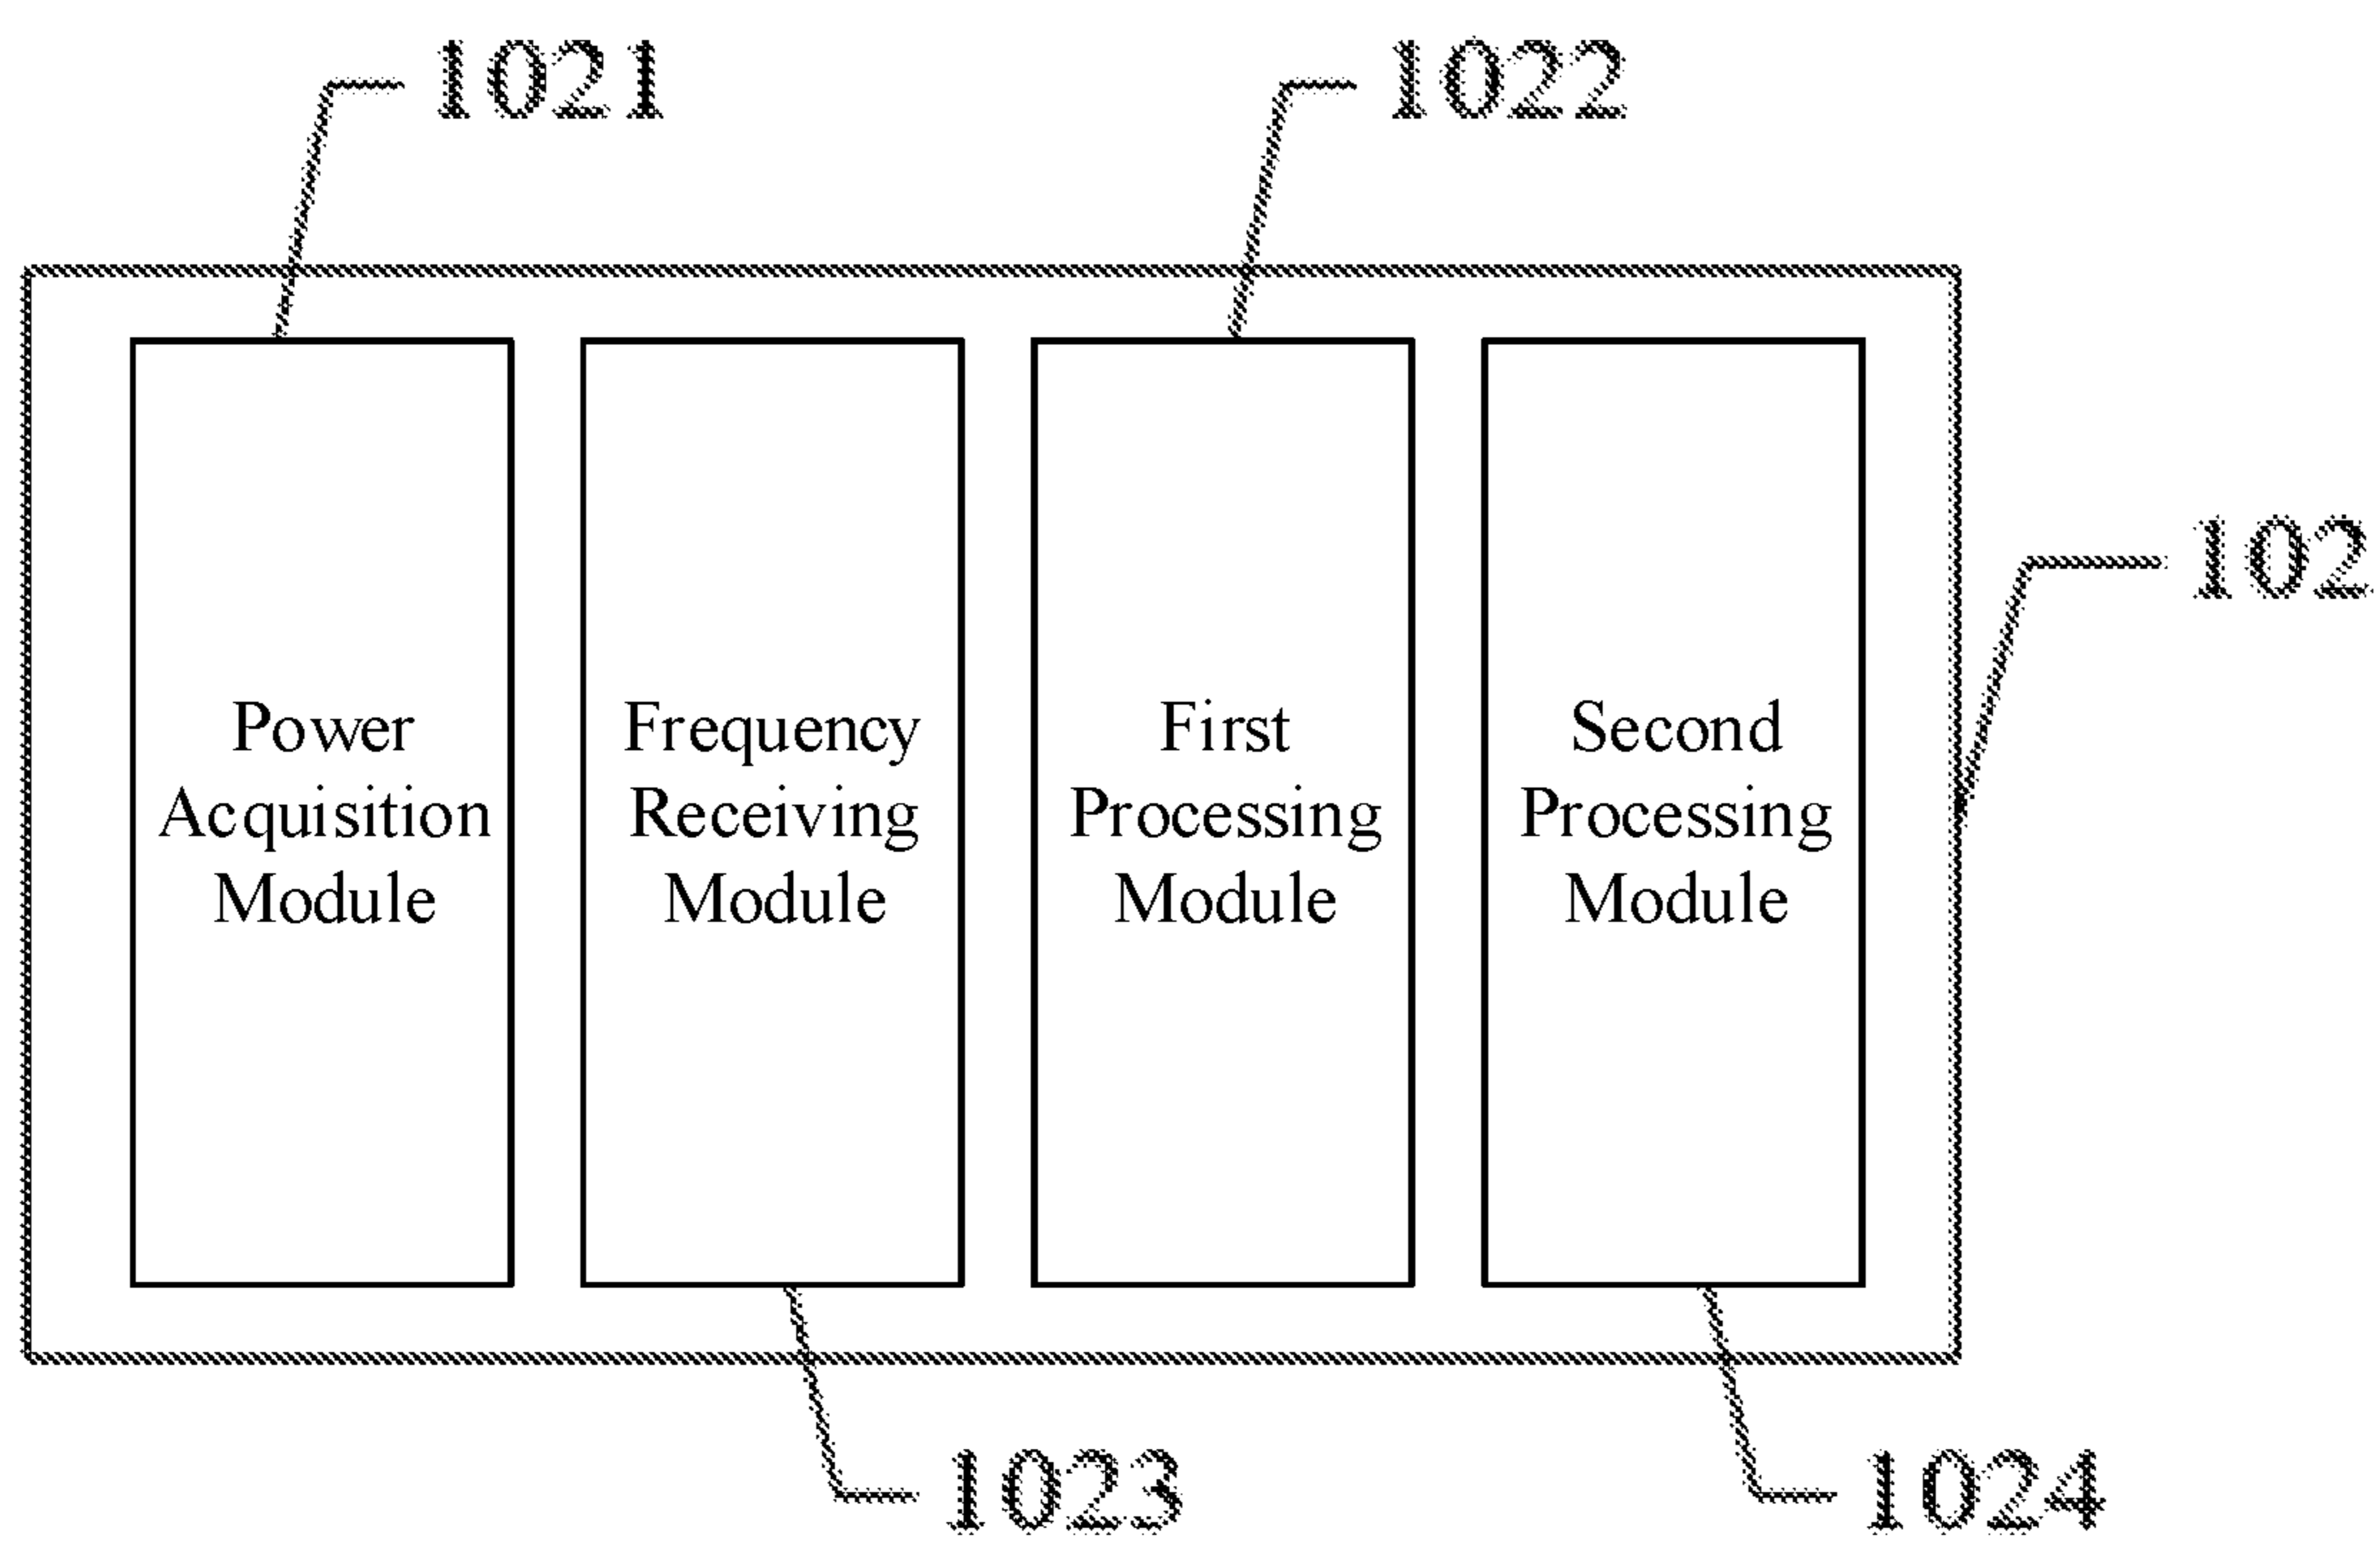 1021
1022
Power
Acquisition
Module
Frequency
Receiving
Module
First
Processing
Module
Second
Processing
Module
102
1023
1024